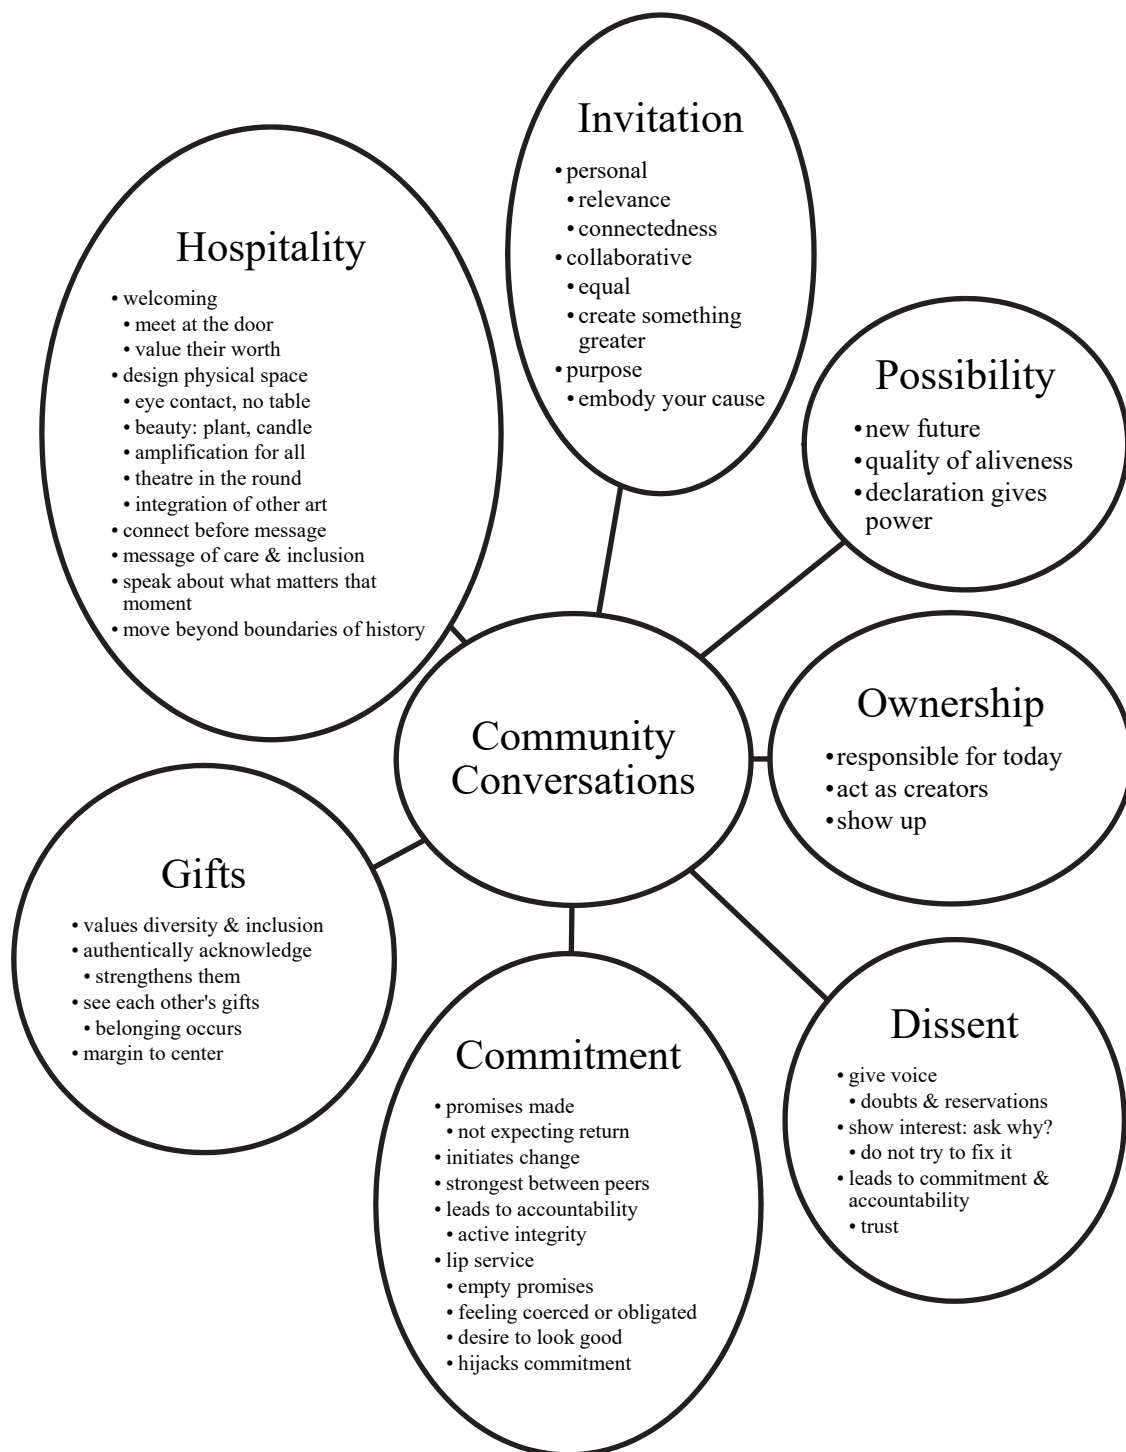 Invitation
• personal
• relevance
• connectedness
• collaborative
• equal
• create something
greater
• purpose
• embody your cause
Hospitality
• welcoming
• meet at the door
• value their worth
• design physical space
• eye contact, no table
• beauty: plant, candle
• amplification for all
• theatre in the round
• integration of other art
• connect before message
• message of care & inclusion
• speak about what matters that
moment
• move beyond boundaries of history
Possibility
• new future
• quality of aliveness
• declaration gives
power
Community
Conversations
Ownership
• responsible for today
• act as creators
• show up
Gifts
• values diversity & inclusion
• authentically acknowledge
• strengthens them
• see each other's gifts
• belonging occurs
• margin to center
Commitment
• promises made
• not expecting return
• initiates change
• strongest between peers
• leads to accountability
• active integrity
• lip service
• empty promises
• feeling coerced or obligated
• desire to look good
• hijacks commitment
Dissent
• give voice
• doubts & reservations
• show interest: ask why?
• do not try to fix it
• leads to commitment &
accountability
• trust